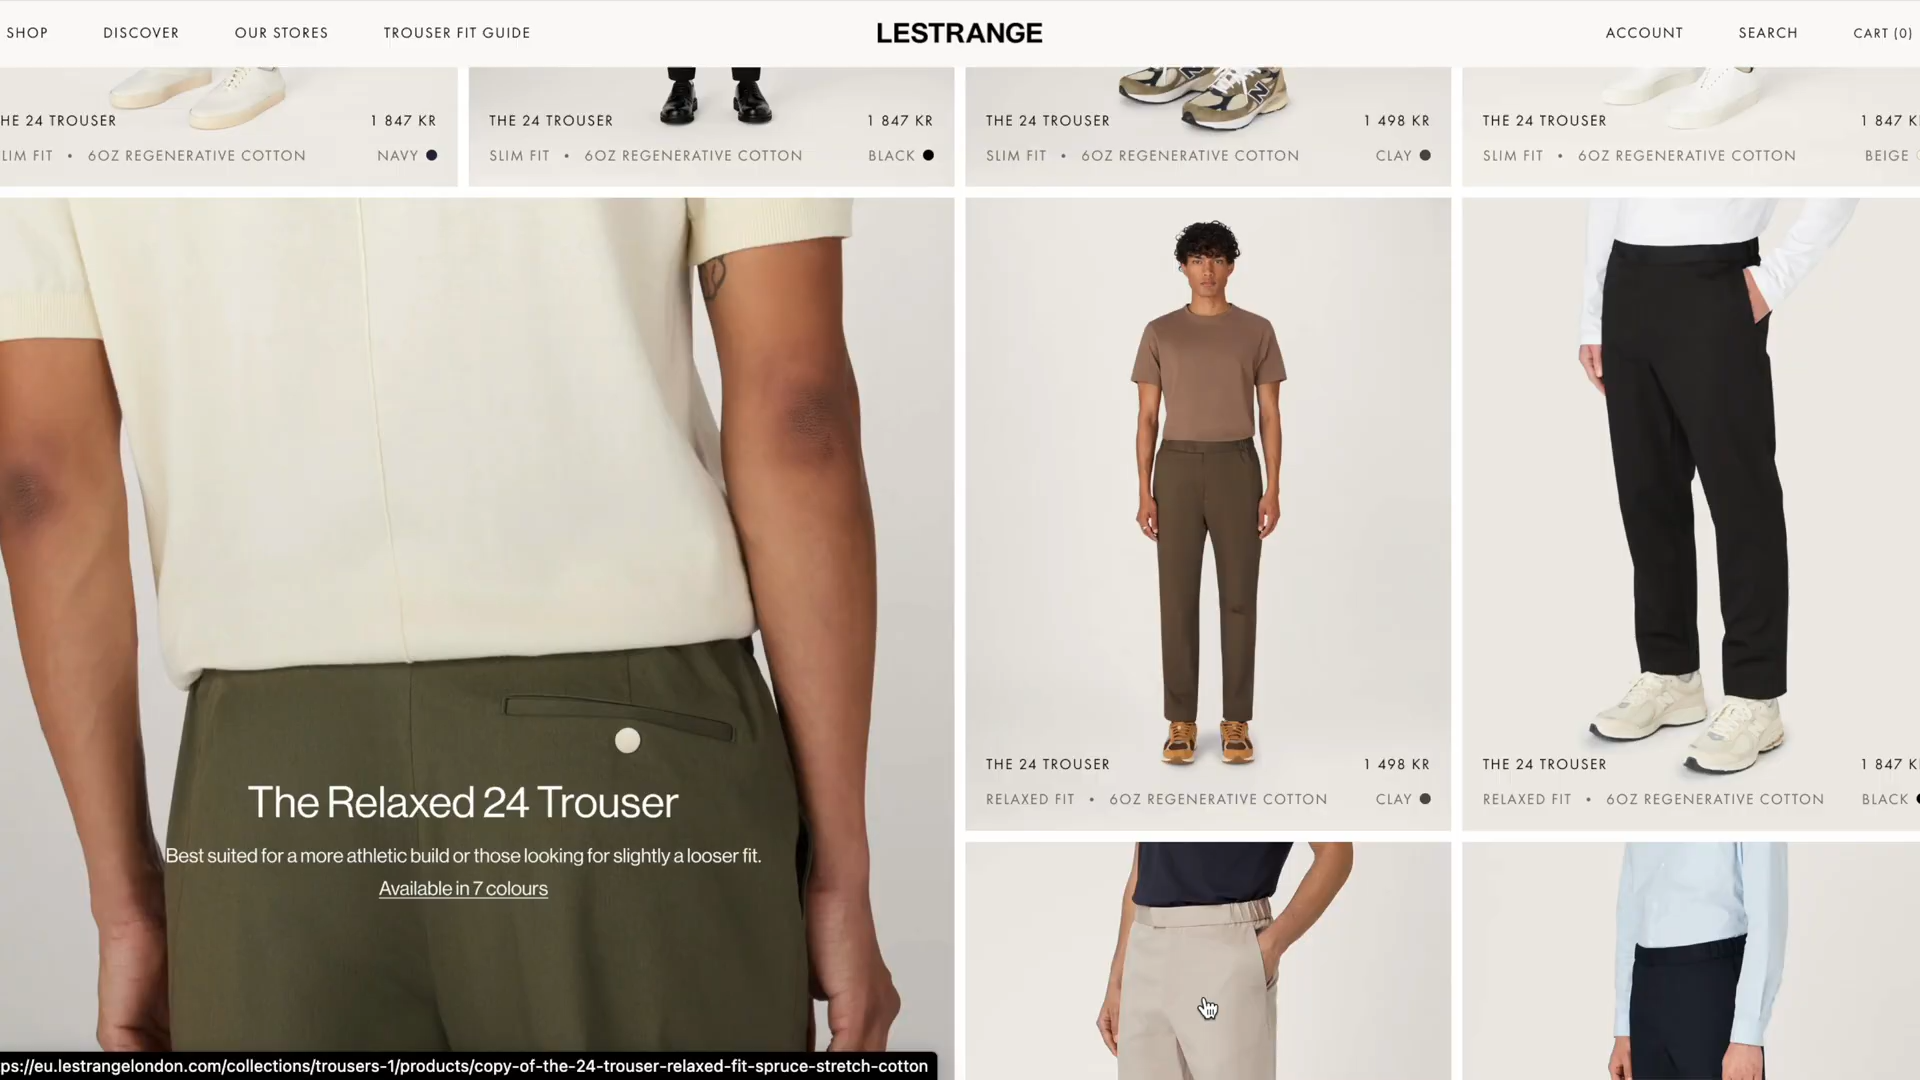 SHOP
DISCOVER
OUR STORES
TROUSER FIT GUIDE
LESTRANGE
ACCOUNT
SEARCH
CART (0)
HE 24 TROUSER
1 847 KR
LIM FIT • 6OZ REGENERATIVE COTTON
NAVY
THE 24 TROUSER
1 847 KR
SLIM FIT • 6OZ REGENERATIVE COTTON
BLACK
THE 24 TROUSER
1 498 KR
SLIM FIT • 6OZ REGENERATIVE COTTON
CLAY
THE 24 TROUSER
1 847 K
SLIM FIT • 6OZ REGENERATIVE COTTON
BEIGE
The Relaxed 24 Trouser
Best suited for a more athletic build or those looking for slightly a looser fit.
Available in 7 colours
THE 24 TROUSER
1 498 KR
RELAXED FIT • 6OZ REGENERATIVE COTTON
CLAY
THE 24 TROUSER
1 847 K
RELAXED FIT • 6OZ REGENERATIVE COTTON
BLACK
ps://eu.lestrangelondon.com/collections/trousers-1/products/copy-of-the-24-trouser-relaxed-fit-spruce-stretch-cotton